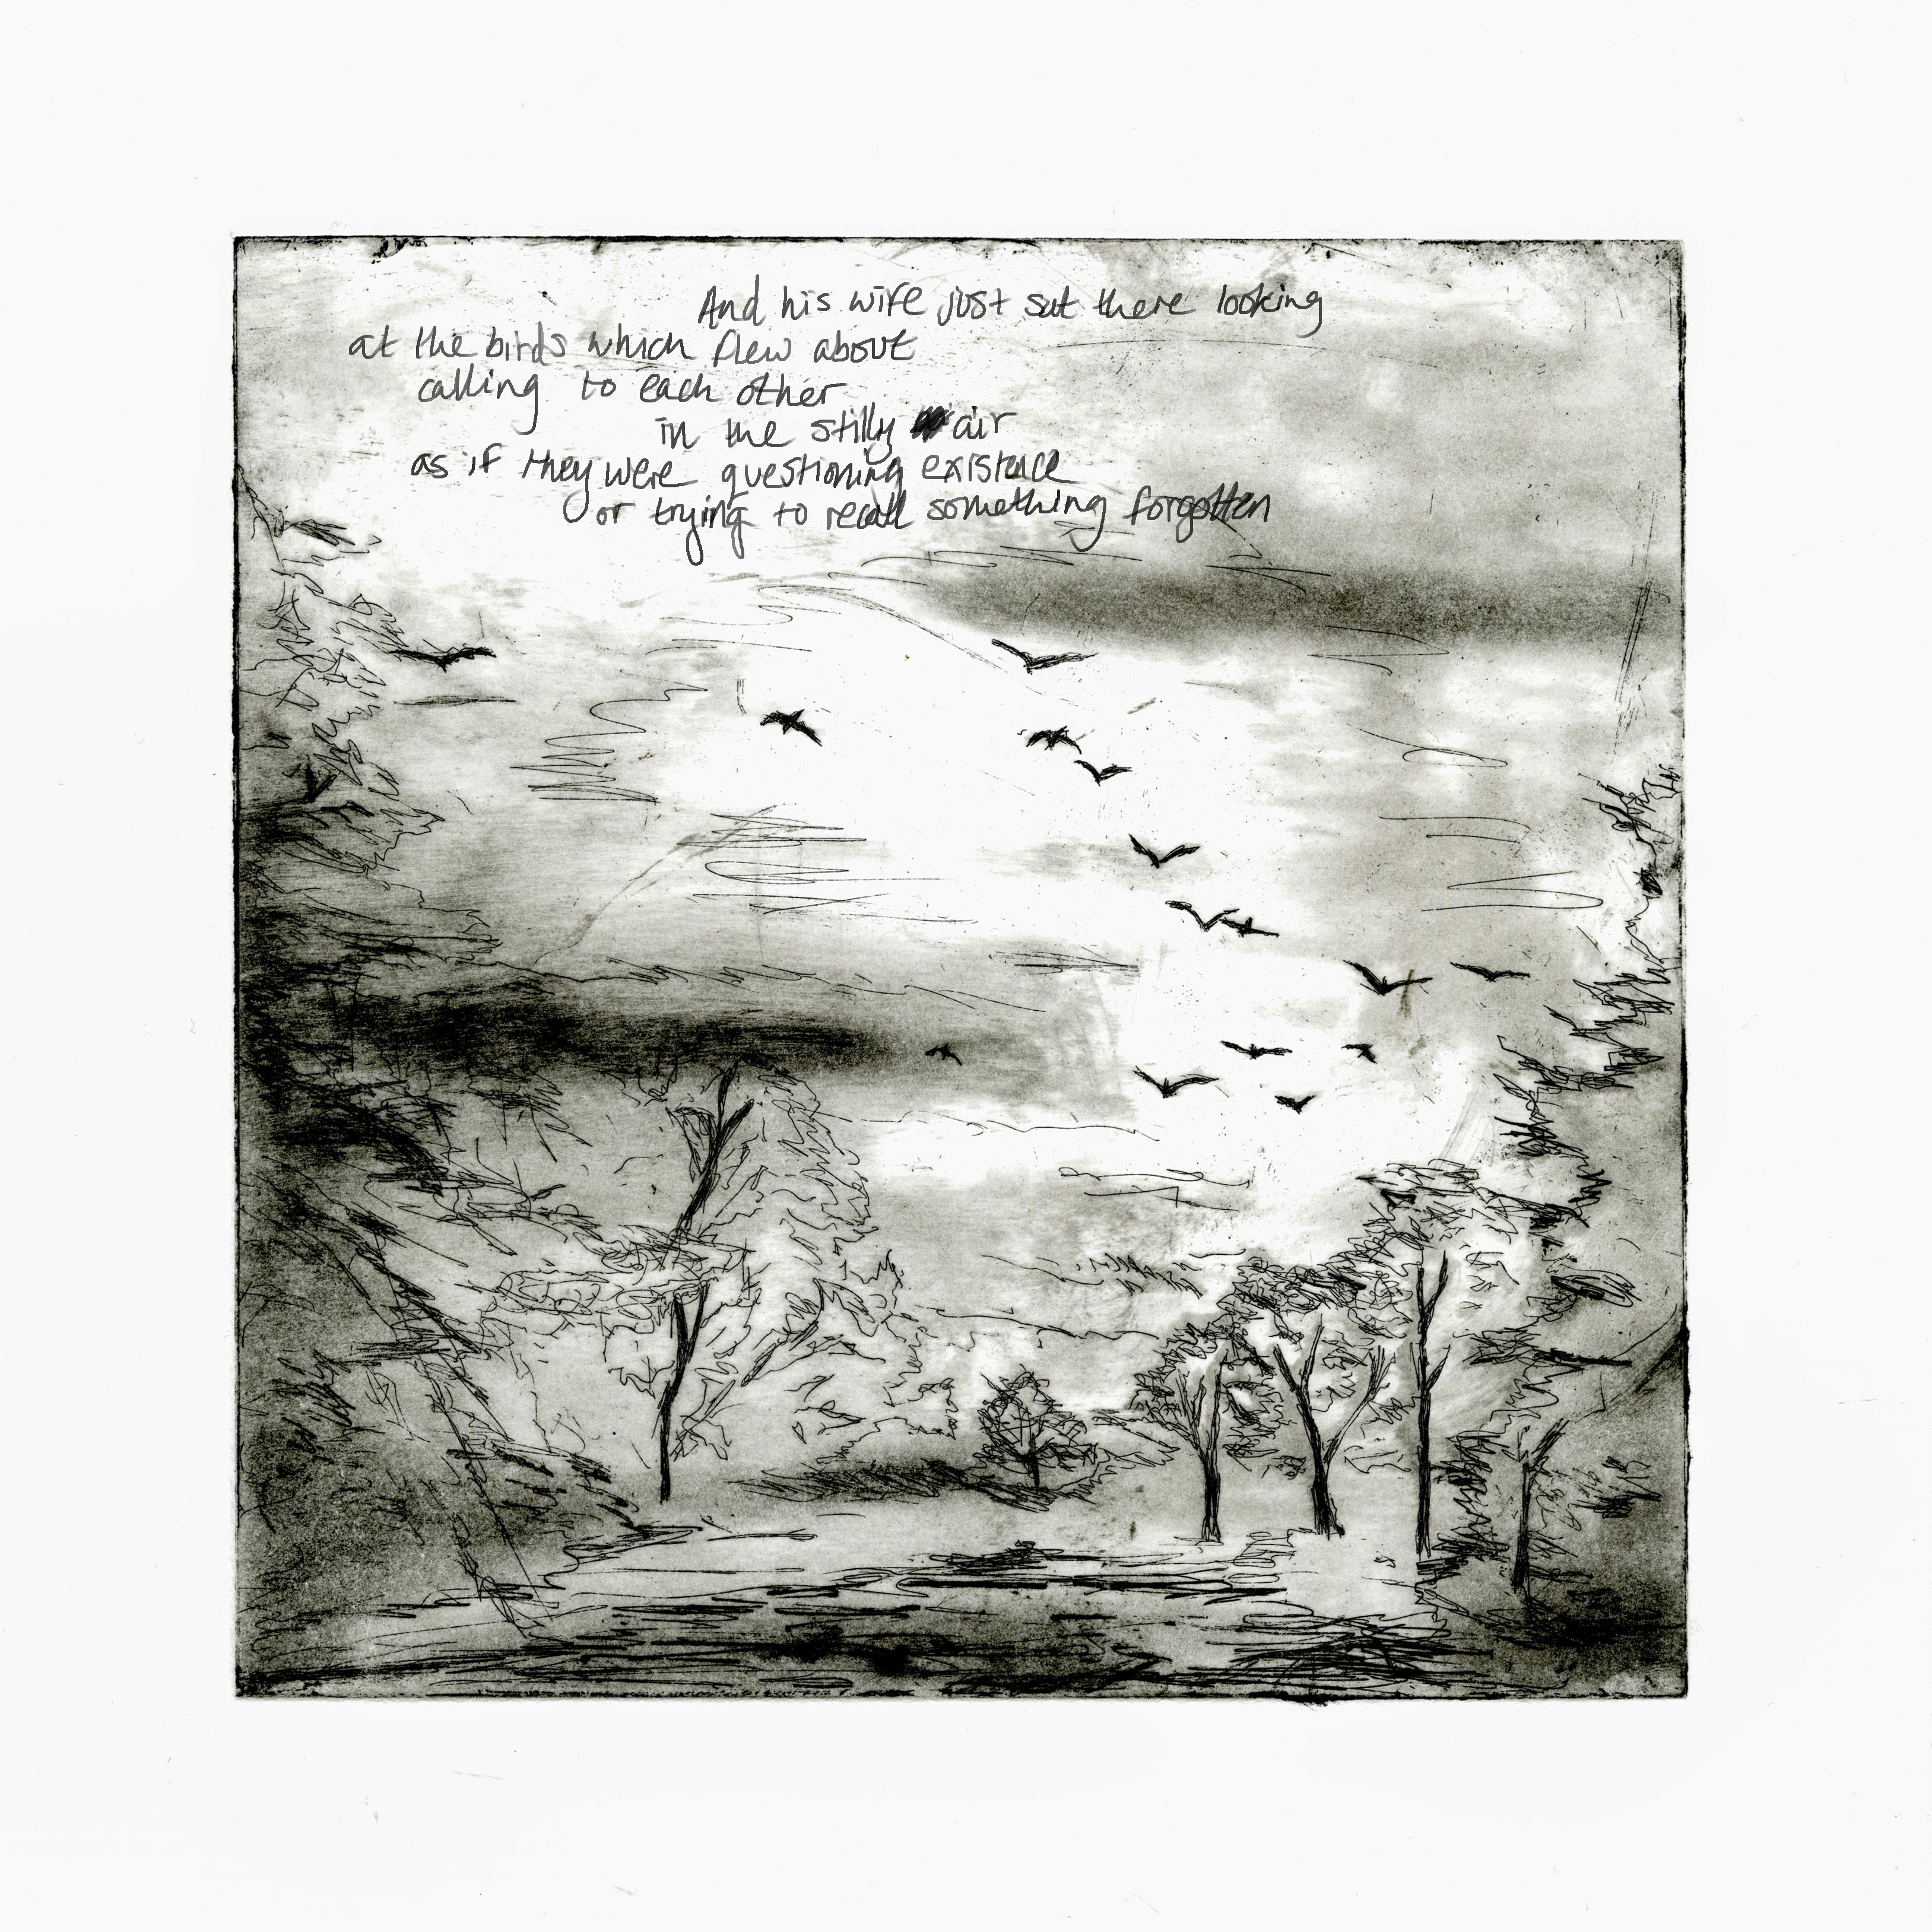 And his wife just sat there looking
at the birds which flew about
calling to each other
in the stilly air
as if they were questioning existence
or trying to recall something forgotten